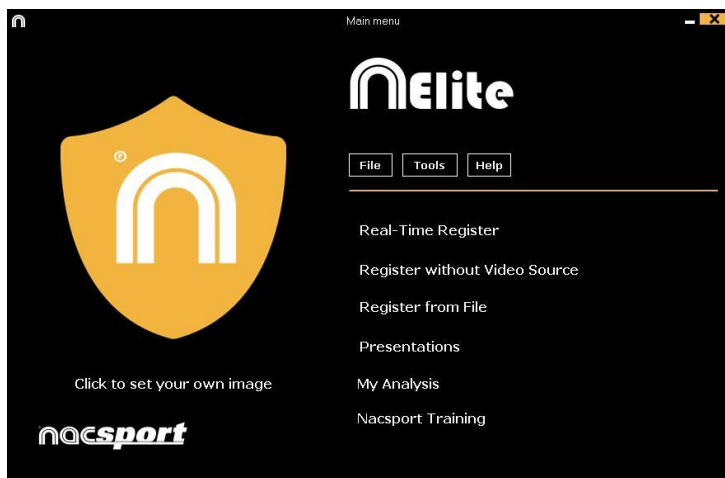 Main menu
nElite
File Tools Help
Real-Time Register
Register without Video Source
Register from File
Presentations
Click to set your own image
My Analysis
Nacsport Training
nacsport